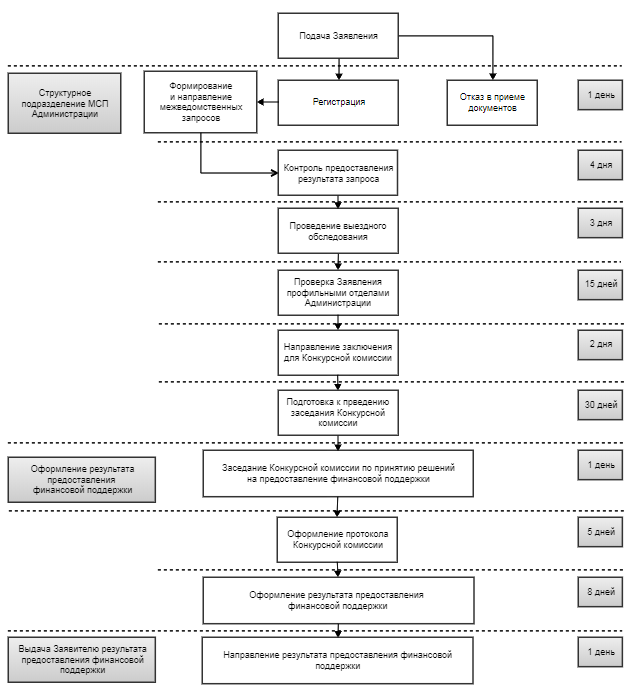 Подача Заявления
Структурное
подразделение МСП
Администрации
Формирование
и направление
межведомственных
запросов
Регистрация
Отказ в приеме
документов
1 день
Контроль предоставления
результата запроса
4 дня
Проведение выездного
обследования
3 дня
Проверка Заявления
профильными отделами
Администрации
15 дней
Направление заключения
для Конкурсной комиссии
2 дня
Подготовка к прведению
заседания Конкурсной
комиссии
30 дней
Оформление результата
предоставления
финансовой поддержки
Заседание Конкурсной комиссии по принятию решений
на предоставление финансовой поддержки
1 день
Оформление протокола
Конкурсной комиссии
5 дней
Оформление результата предоставления
финансовой поддержки
8 дней
Выдача Заявителю результата
предоставления финансовой
поддержки
Направление результата предоставления финансовой
поддержки
1 день